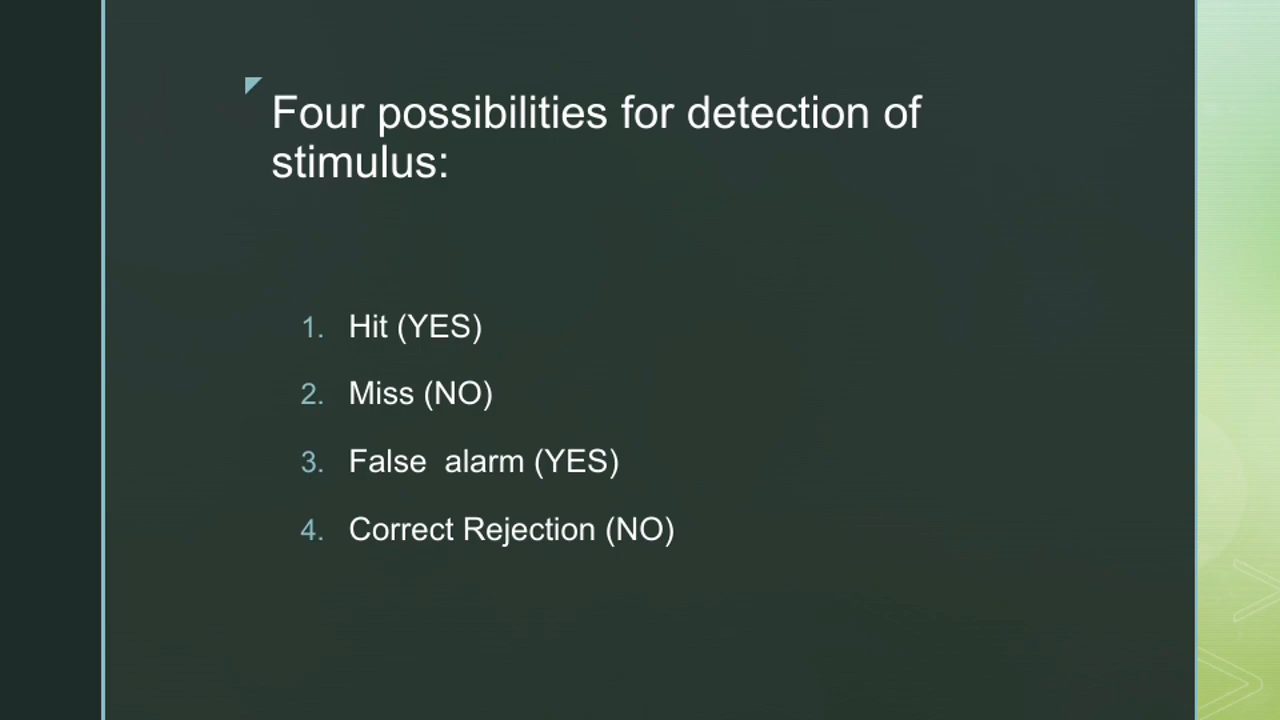 Four possibilities for detection of
stimulus:
1. Hit (YES)
2. Miss (NO)
3. False  alarm (YES)
4. Correct Rejection (NO)